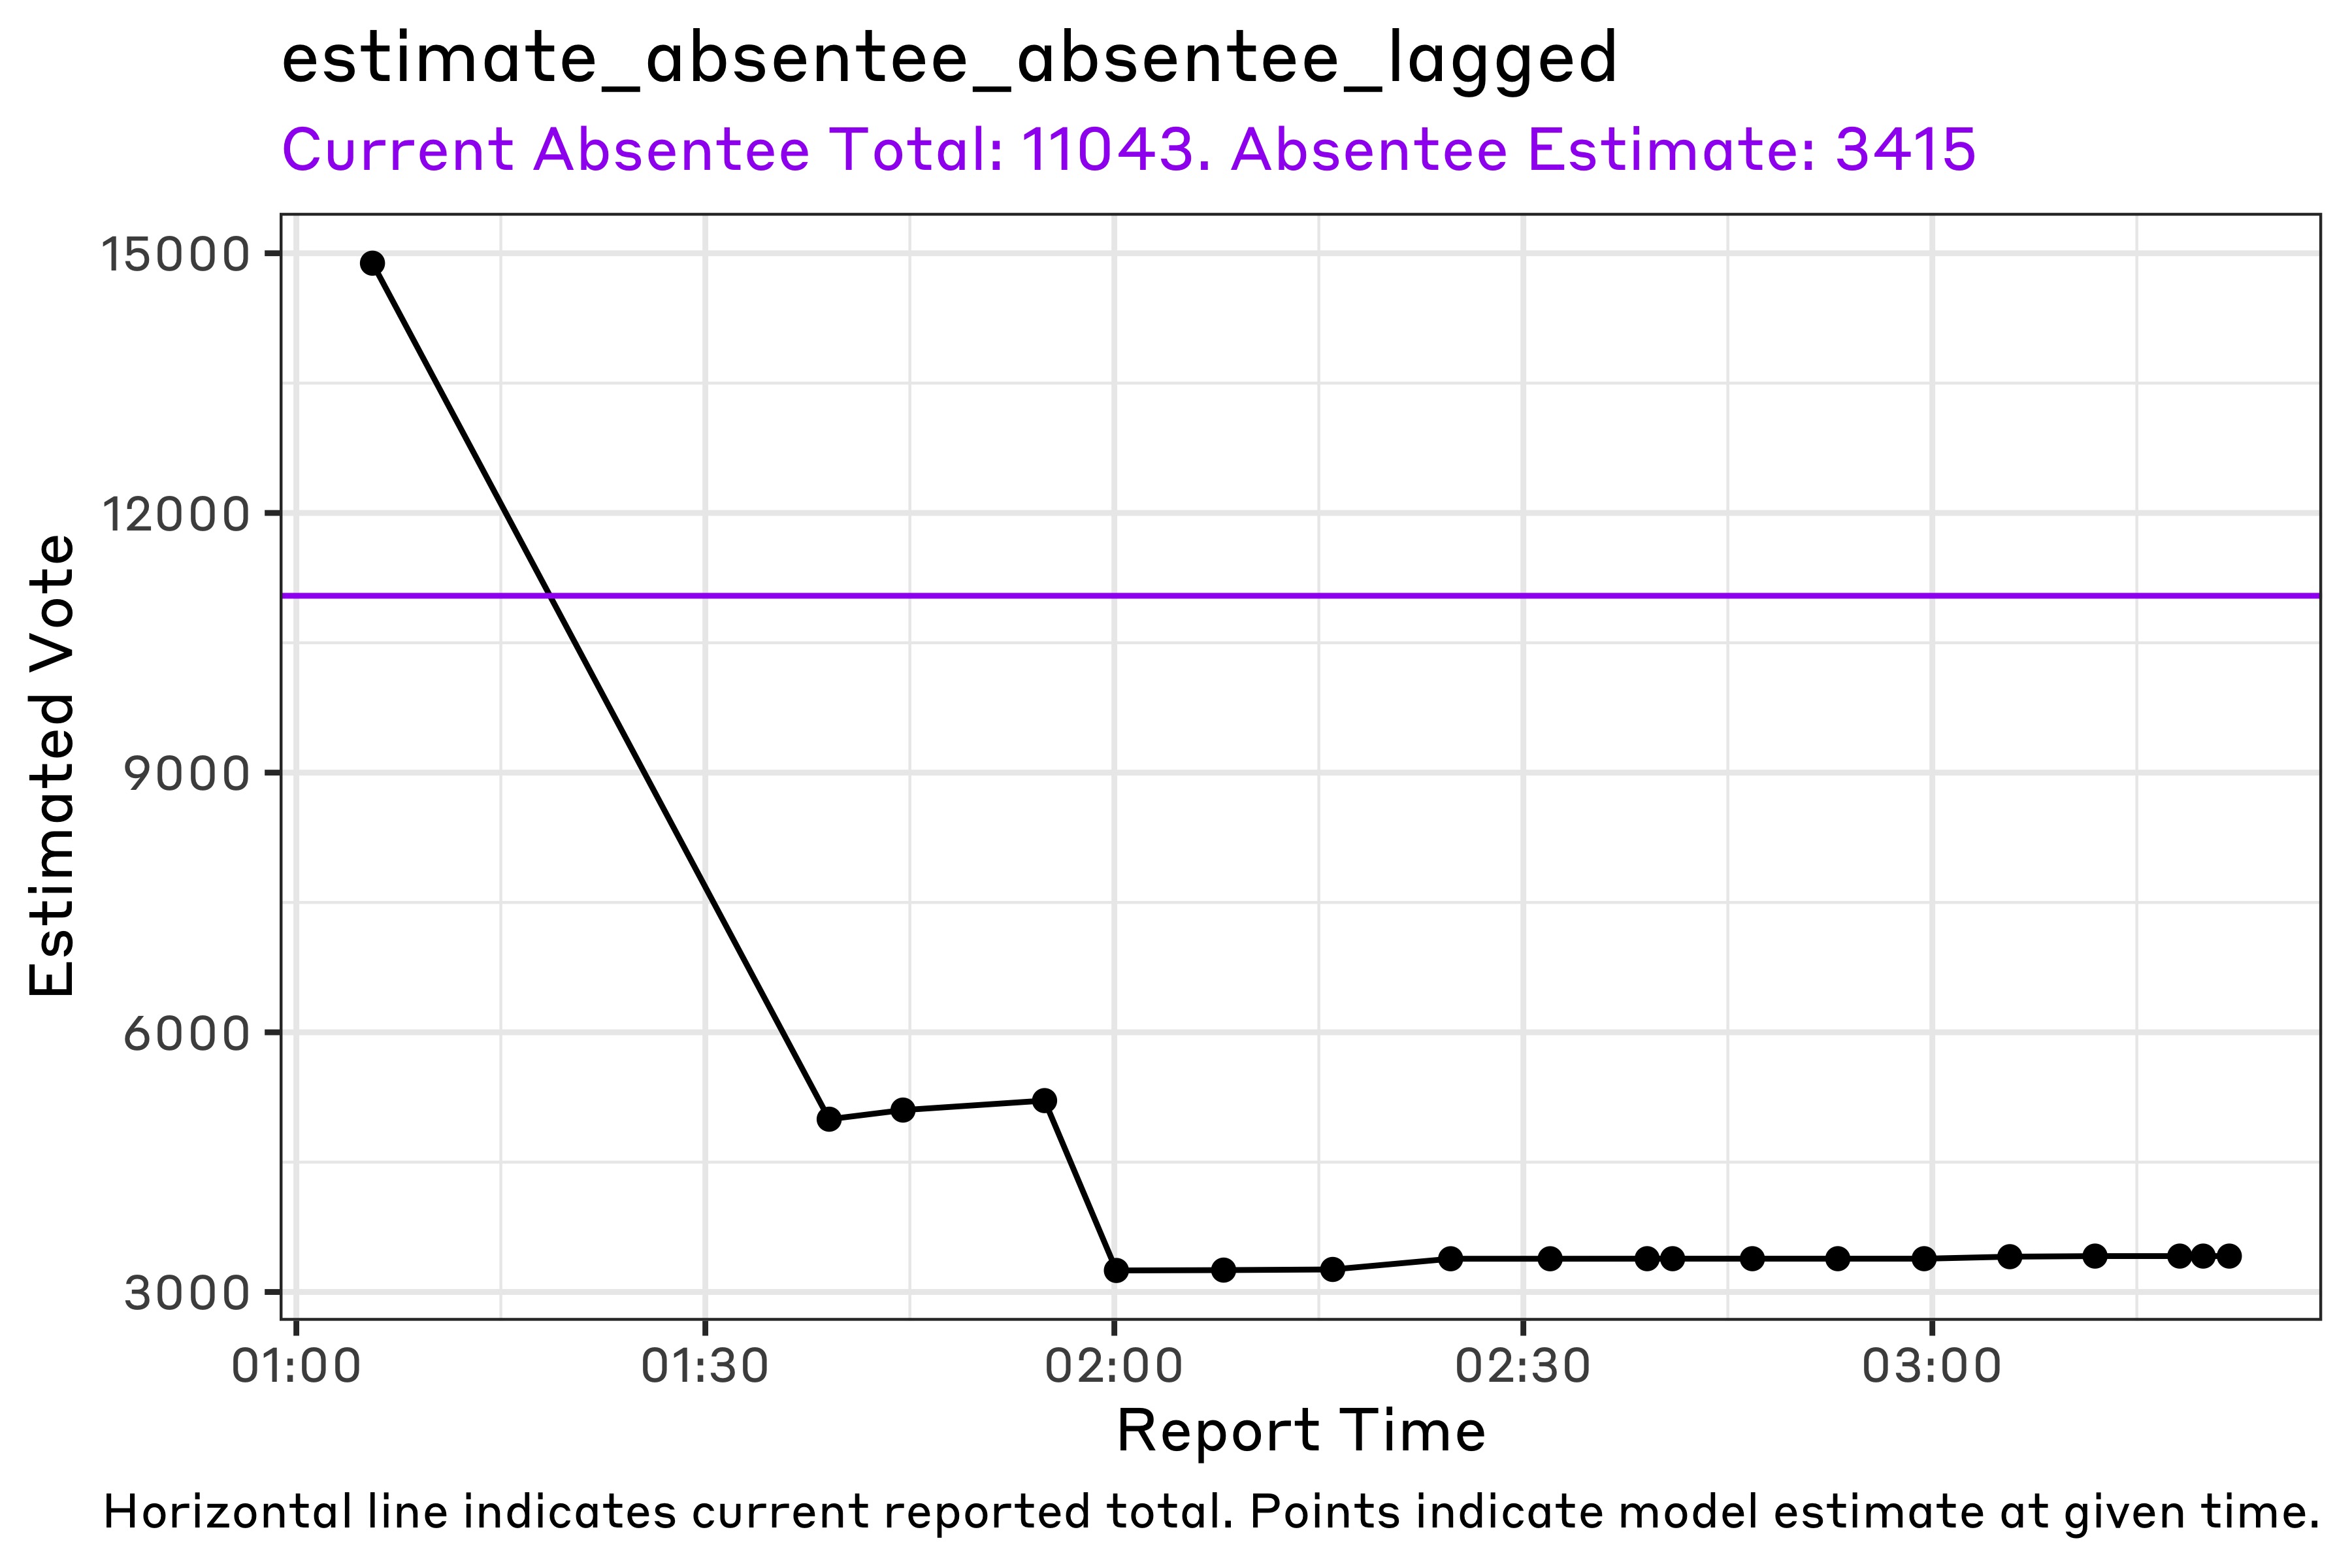 estimate_absentee_absentee_lagged
Current Absentee Total: 11043. Absentee Estimate: 3415
Estimated Vote
15000
12000
9000
6000
3000
01:00
01:30
02:00
02:30
03:00
Report Time
Horizontal line indicates current reported total. Points indicate model estimate at given time.